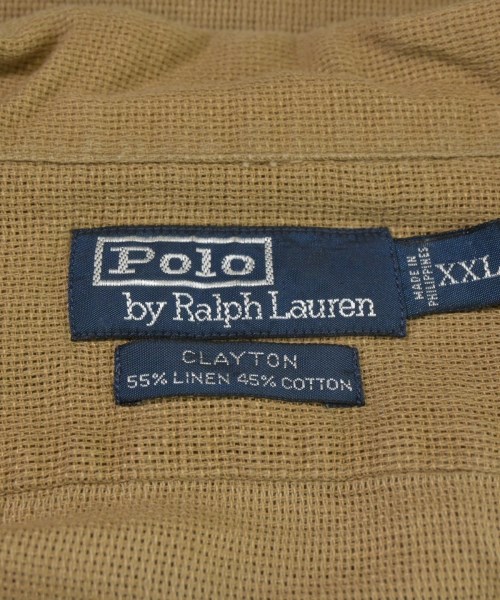 Polo
by Ralph Lauren
MADE IN
PHILIPPINES
XXL
CLAYTON
55% LINEN 45% COTTON